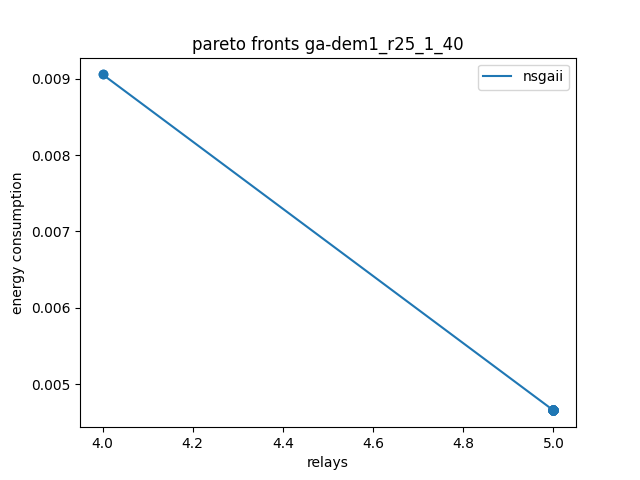 pareto fronts ga-dem1_r25_1_40
nsgaii
0.009
0.008
0.007
0.006
0.005
energy consumption
4.0 4.2 4.4 4.6 4.8 5.0
relays